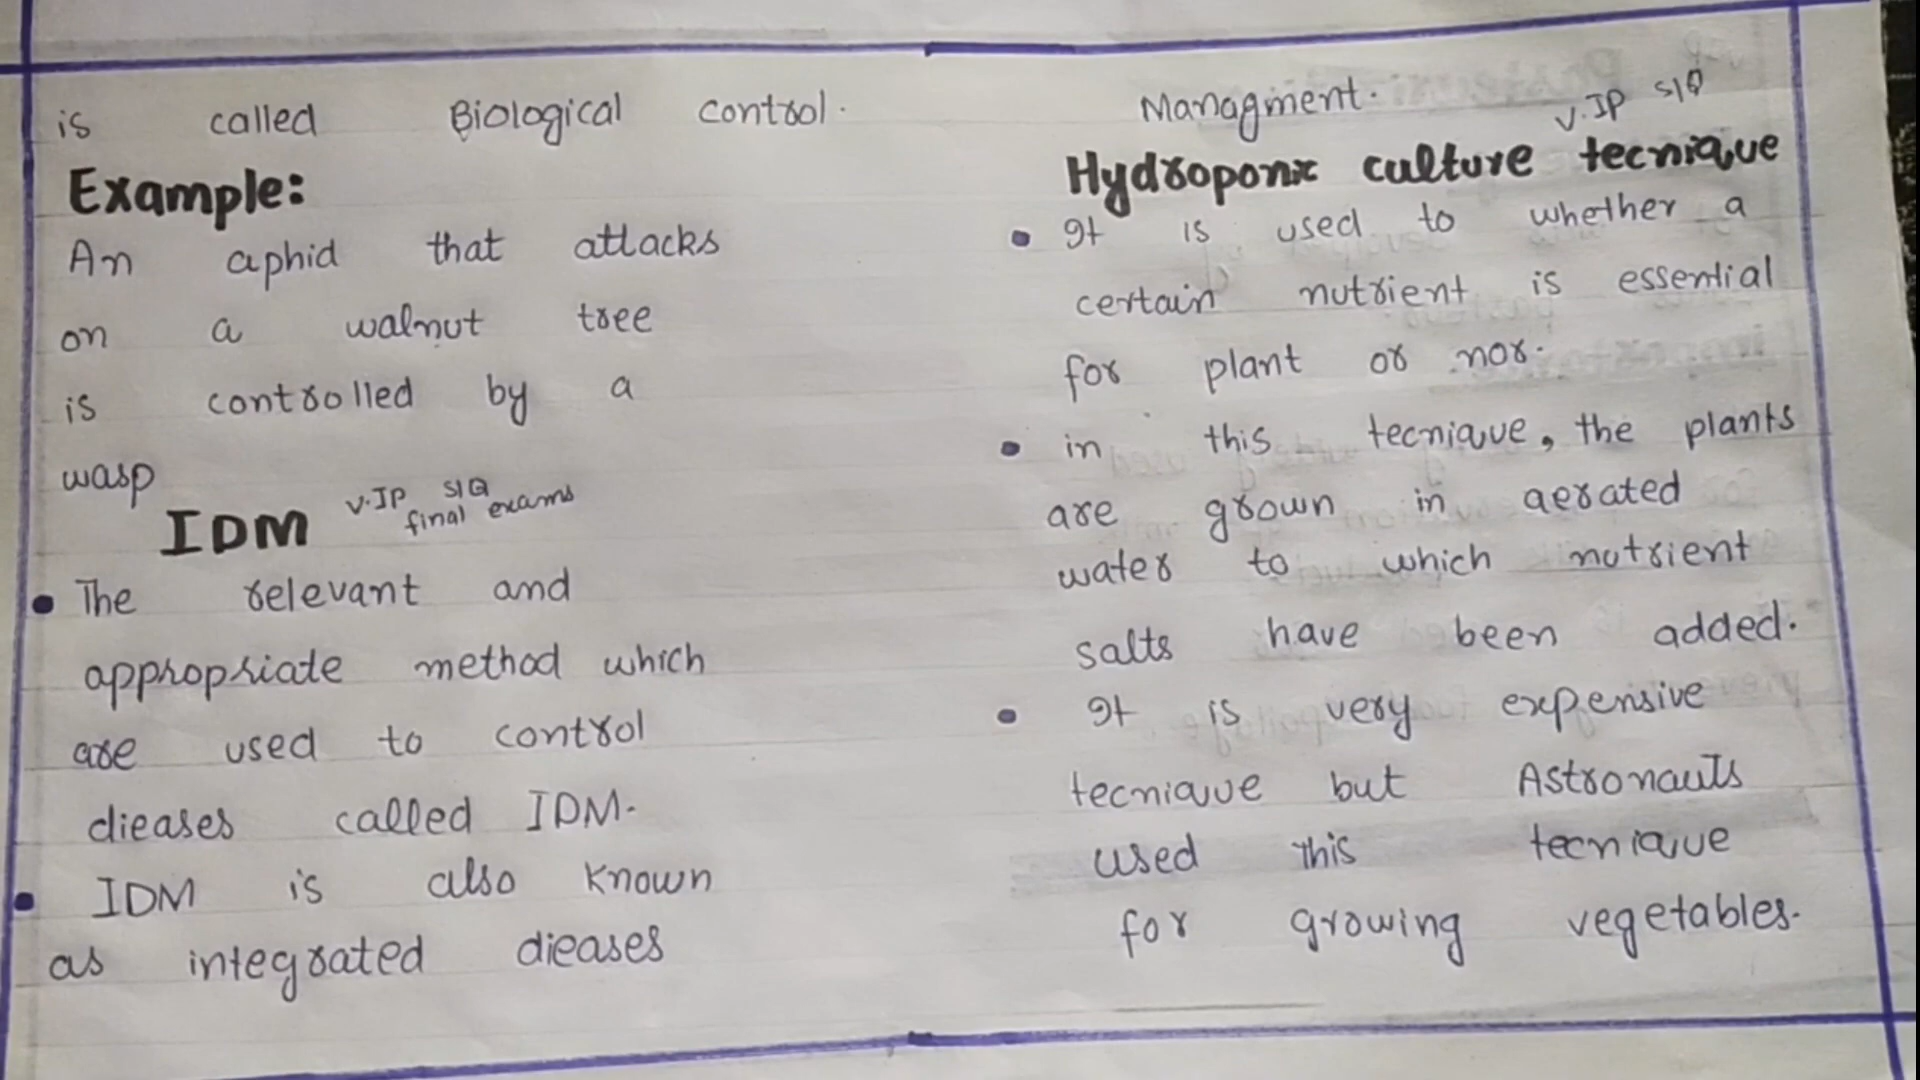 is called Biological control.
Example:
An aphid that attacks
on a walnut tree
is controlled by a
wasp
IDM v.IP S/Q
final exams
• The relevant and
appropriate method which
are used to control
dieases called IDM.
• IDM is also known
as integrated dieases
Managment.
v.IP S/Q
Hydroponix culture tecnique
• It is used to whether a
certain nutrient is essential
for plant or nor.
• in this tecnique, the plants
are grown in aerated
water to which nutrient
salts have been added.
• It is very expensive
tecnique but Astronauts
used this tecnique
for growing vegetables.